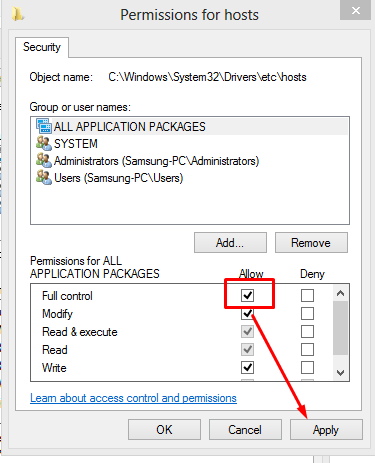 Permissions for hosts
Security
Object name: C:\Windows\System32\Drivers\etc\hosts
Group or user names:
ALL APPLICATION PACKAGES
SYSTEM
Administrators (Samsung-PC\Administrators)
Users (Samsung-PC\Users)
Add... Remove
Permissions for ALL
APPLICATION PACKAGES Allow Deny
Full control
Modify
Read & execute
Read
Write
Learn about access control and permissions
OK Cancel Apply